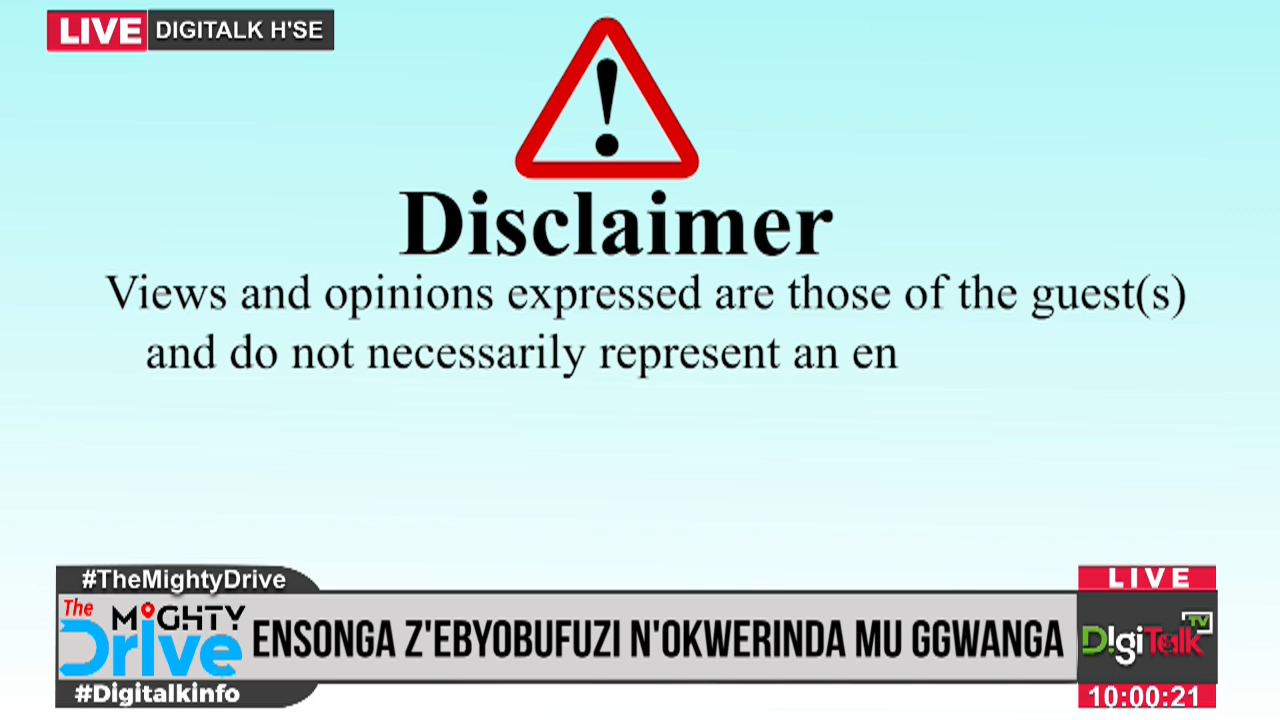 LIVE DIGITALK H'SE
Disclaimer
Views and opinions expressed are those of the guest(s)
and do not necessarily represent an en
#TheMightyDrive
The MIGHTY
Drive
ENSONGA Z'EBYOBUFUZI N'OKWERINDA MU GGWANGA
#Digitalkinfo
LIVE
D!giTalk TV
10:00:21